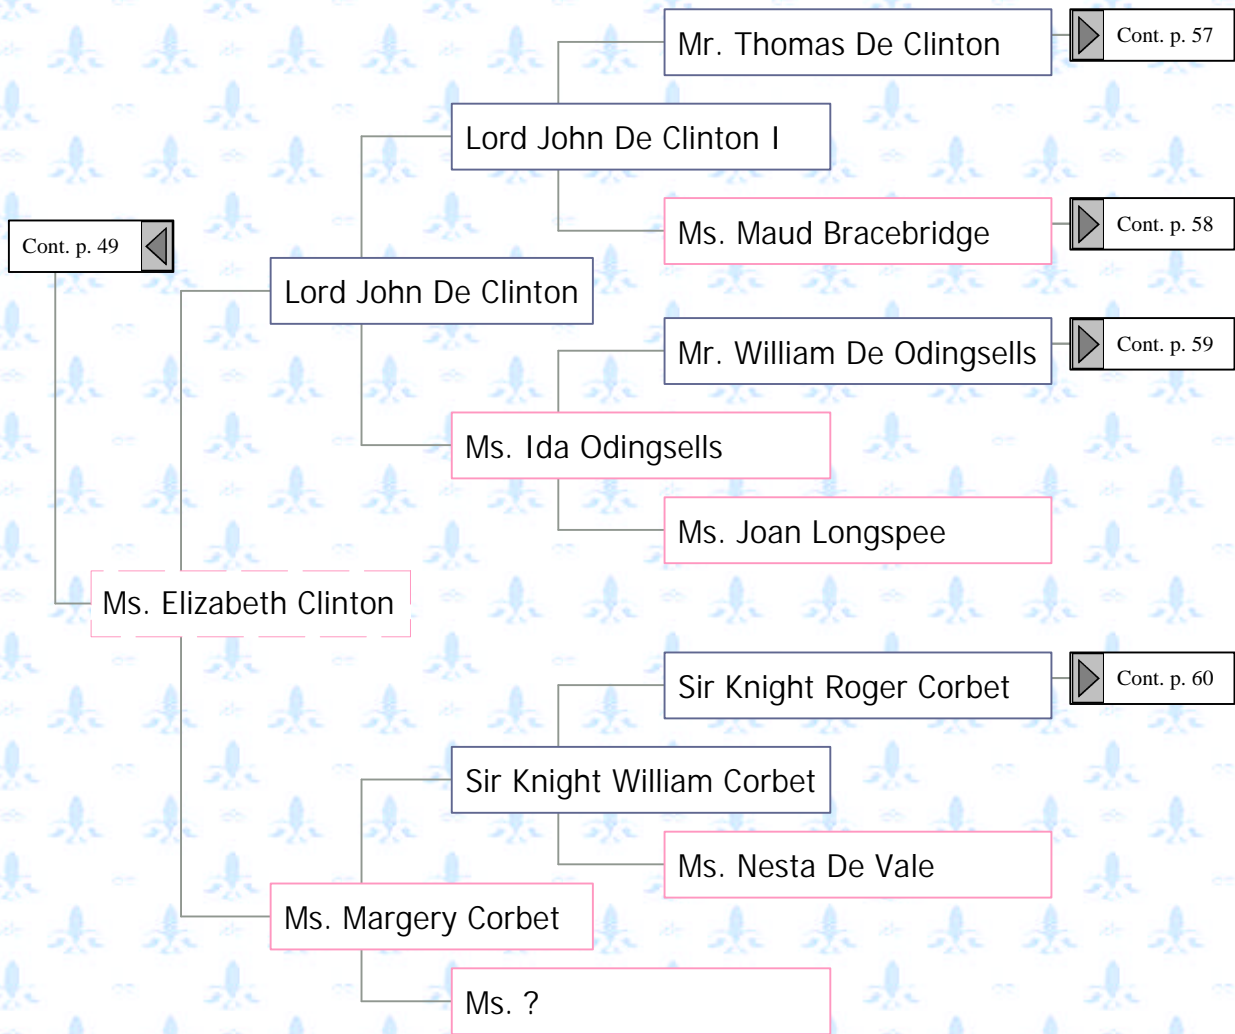 Mr. Thomas De Clinton
Cont. p. 57
Lord John De Clinton I
Ms. Maud Bracebridge
Cont. p. 58
Cont. p. 49
Lord John De Clinton
Mr. William De Odingsells
Cont. p. 59
Ms. Ida Odingsells
Ms. Joan Longspee
Ms. Elizabeth Clinton
Sir Knight Roger Corbet
Cont. p. 60
Sir Knight William Corbet
Ms. Nesta De Vale
Ms. Margery Corbet
Ms. ?